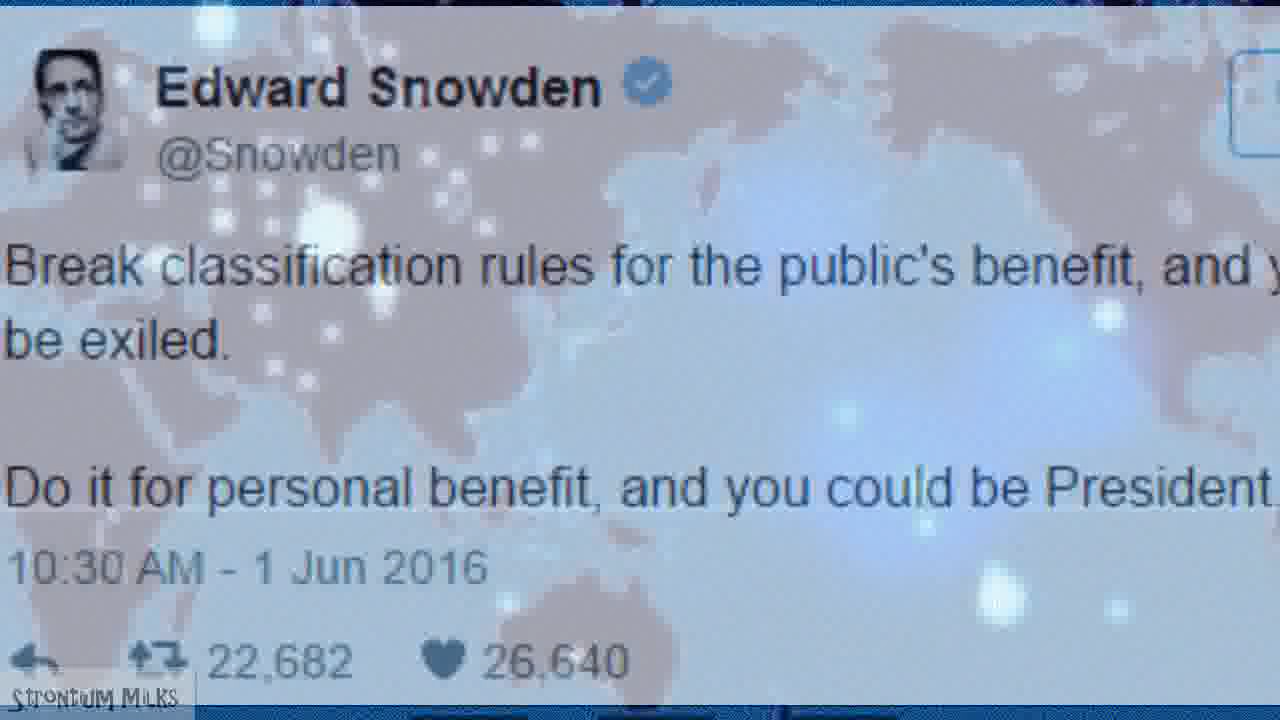 Edward Snowden
@Snowden
Break classification rules for the public's benefit, and
be exiled.
Do it for personal benefit, and you could be President.
10:30 AM - 1 Jun 2016
22,682 26,640
Strontium Milks